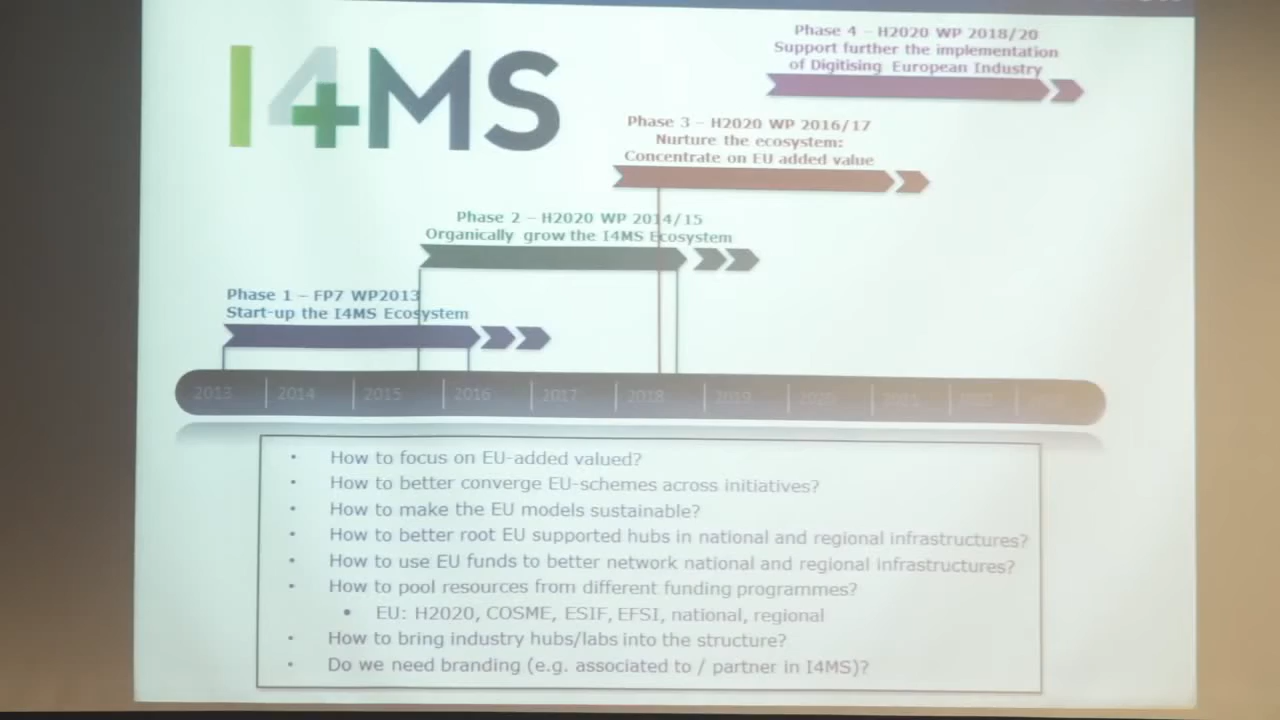 I4MS
Phase 4 – H2020 WP 2018/20
Support further the implementation
of Digitising European Industry
Phase 3 – H2020 WP 2016/17
Nurture the ecosystem:
Concentrate on EU added value
Phase 2 – H2020 WP 2014/15
Organically grow the I4MS Ecosystem
Phase 1 – FP7 WP2013
Start-up the I4MS Ecosystem
2013 2014 2015 2016 2017 2018 2019 2020 2021
• How to focus on EU-added valued?
• How to better converge EU-schemes across initiatives?
• How to make the EU models sustainable?
• How to better root EU supported hubs in national and regional infrastructures?
• How to use EU funds to better network national and regional infrastructures?
• How to pool resources from different funding programmes?
• EU: H2020, COSME, ESIF, EFSI, national, regional
• How to bring industry hubs/labs into the structure?
• Do we need branding (e.g. associated to / partner in I4MS)?